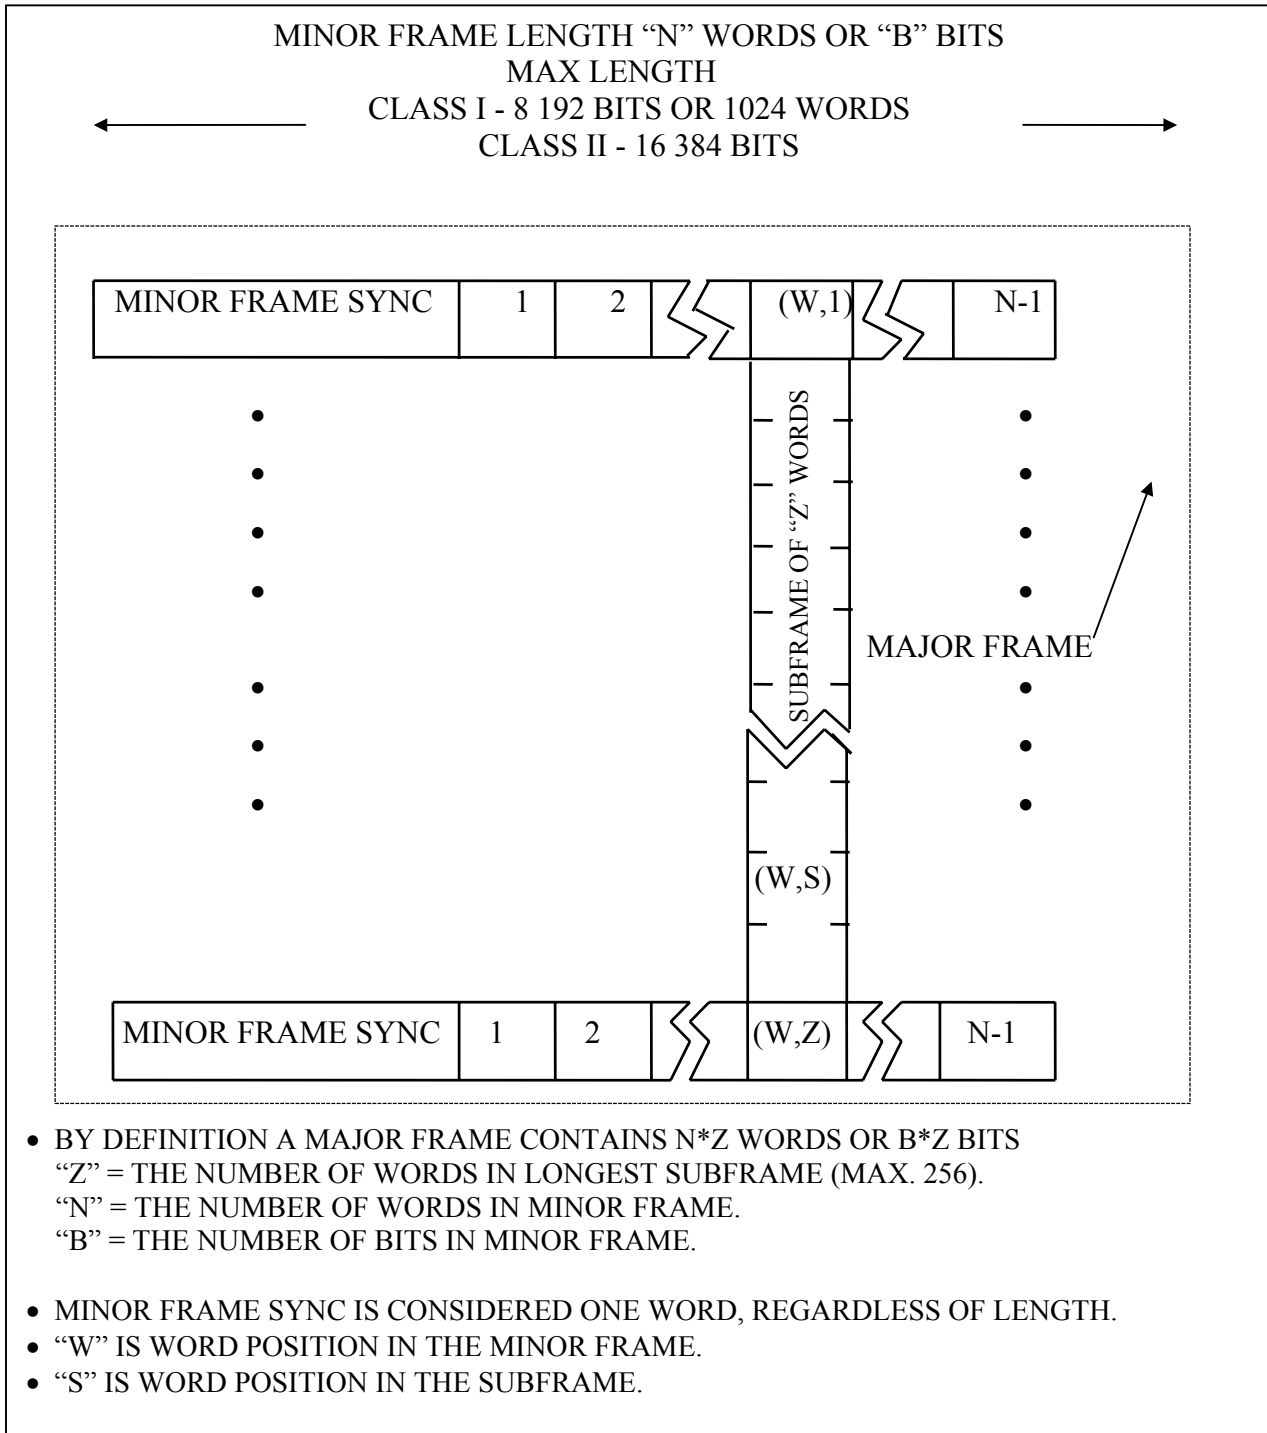 MINOR FRAME LENGTH “N” WORDS OR “B” BITS
MAX LENGTH
CLASS I - 8 192 BITS OR 1024 WORDS
CLASS II - 16 384 BITS
MINOR FRAME SYNC 1 2 (W,1) N-1
SUBFRAME OF “Z” WORDS
MAJOR FRAME
(W,S)
MINOR FRAME SYNC 1 2 (W,Z) N-1
• BY DEFINITION A MAJOR FRAME CONTAINS N*Z WORDS OR B*Z BITS
“Z” = THE NUMBER OF WORDS IN LONGEST SUBFRAME (MAX. 256).
“N” = THE NUMBER OF WORDS IN MINOR FRAME.
“B” = THE NUMBER OF BITS IN MINOR FRAME.
• MINOR FRAME SYNC IS CONSIDERED ONE WORD, REGARDLESS OF LENGTH.
• “W” IS WORD POSITION IN THE MINOR FRAME.
• “S” IS WORD POSITION IN THE SUBFRAME.